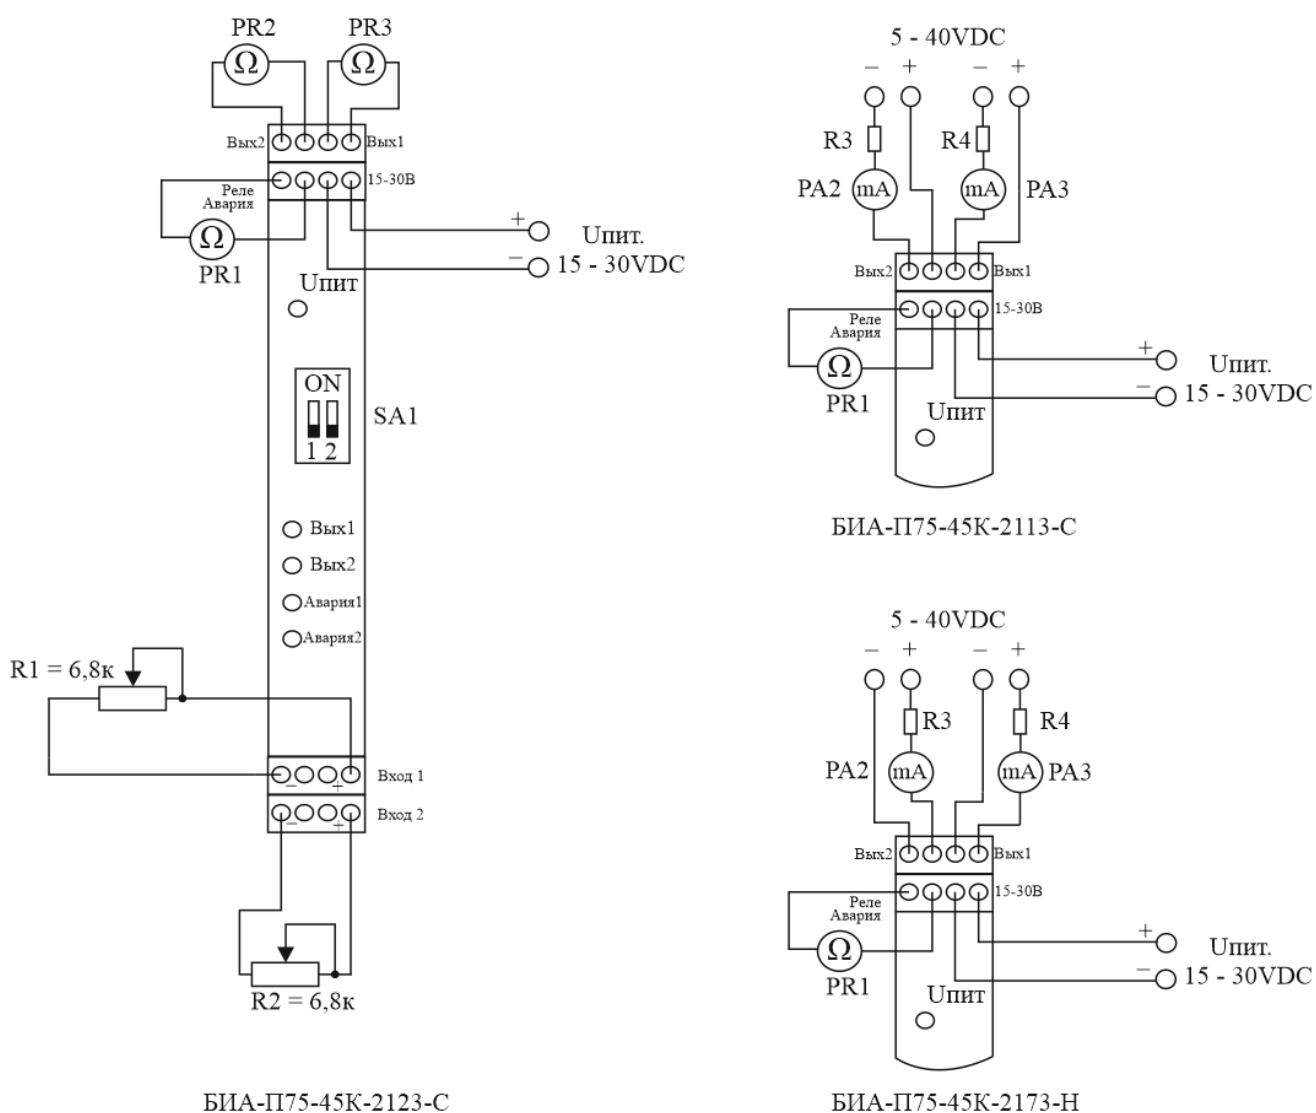 PR2 PR3
Ω Ω
Вых2 Вых1
15-30В
Реле
Авария
Ω
PR1
+ Uпит.
− 15 - 30VDC
Uпит
ON
1 2
SA1
Вых1
Вых2
Авария1
Авария2
R1 = 6,8к
− + Вход 1
− + Вход 2
R2 = 6,8к
БИА-П75-45К-2123-С
5 - 40VDC
− + − +
R3 R4
PA2 mA mA PA3
Вых2 Вых1
15-30В
Реле
Авария
Ω
PR1
+ Uпит.
− 15 - 30VDC
Uпит
БИА-П75-45К-2113-С
5 - 40VDC
− + − +
R3 R4
PA2 mA mA PA3
Вых2 Вых1
15-30В
Реле
Авария
Ω
PR1
+ Uпит.
− 15 - 30VDC
Uпит
БИА-П75-45К-2173-Н